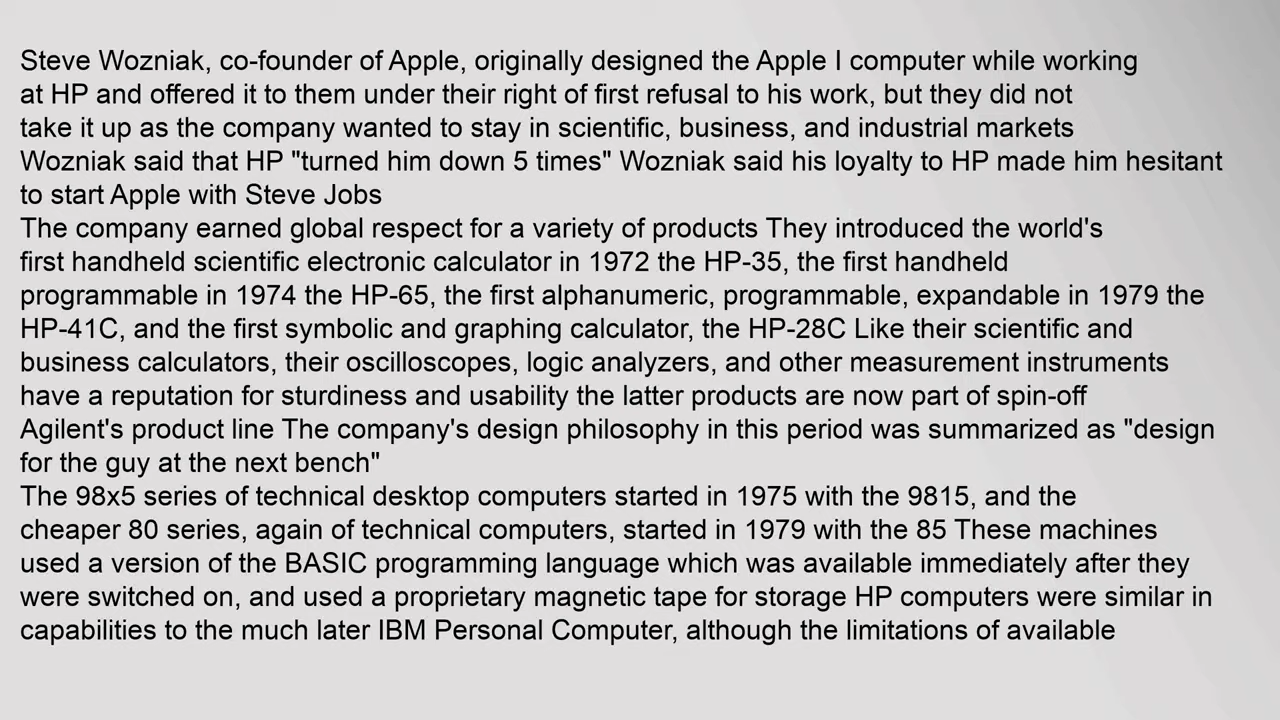 Steve Wozniak, co-founder of Apple, originally designed the Apple I computer while working
at HP and offered it to them under their right of first refusal to his work, but they did not
take it up as the company wanted to stay in scientific, business, and industrial markets
Wozniak said that HP "turned him down 5 times" Wozniak said his loyalty to HP made him hesitant
to start Apple with Steve Jobs
The company earned global respect for a variety of products They introduced the world's
first handheld scientific electronic calculator in 1972 the HP-35, the first handheld
programmable in 1974 the HP-65, the first alphanumeric, programmable, expandable in 1979 the
HP-41C, and the first symbolic and graphing calculator, the HP-28C Like their scientific and
business calculators, their oscilloscopes, logic analyzers, and other measurement instruments
have a reputation for sturdiness and usability the latter products are now part of spin-off
Agilent's product line The company's design philosophy in this period was summarized as "design
for the guy at the next bench"
The 98x5 series of technical desktop computers started in 1975 with the 9815, and the
cheaper 80 series, again of technical computers, started in 1979 with the 85 These machines
used a version of the BASIC programming language which was available immediately after they
were switched on, and used a proprietary magnetic tape for storage HP computers were similar in
capabilities to the much later IBM Personal Computer, although the limitations of available